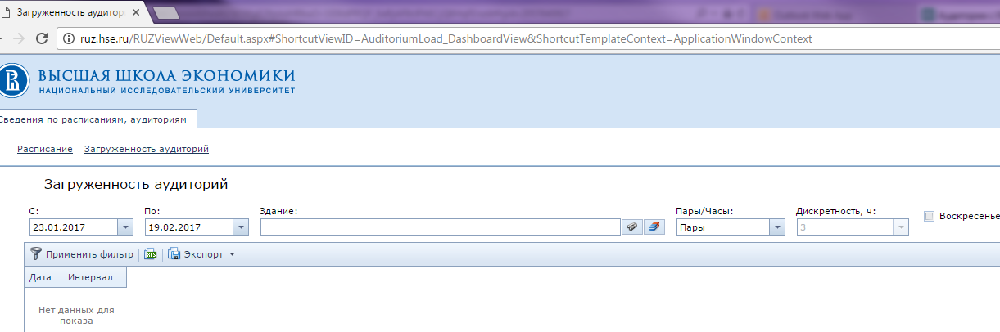 Загруженность аудитор
ruz.hse.ru/RUZViewWeb/Default.aspx#ShortcutViewID=AuditoriumLoad_DashboardView&ShortcutTemplateContext=ApplicationWindowContext
ВЫСШАЯ ШКОЛА ЭКОНОМИКИ
НАЦИОНАЛЬНЫЙ ИССЛЕДОВАТЕЛЬСКИЙ УНИВЕРСИТЕТ
Сведения по расписаниям, аудиториям
Расписание Загруженность аудиторий
Загруженность аудиторий
С: По: Здание: Пары/Часы: Дискретность, ч:
23.01.2017 19.02.2017 Пары 3 Воскресенье
Применить фильтр XLS Экспорт
Дата Интервал
Нет данных для
показа